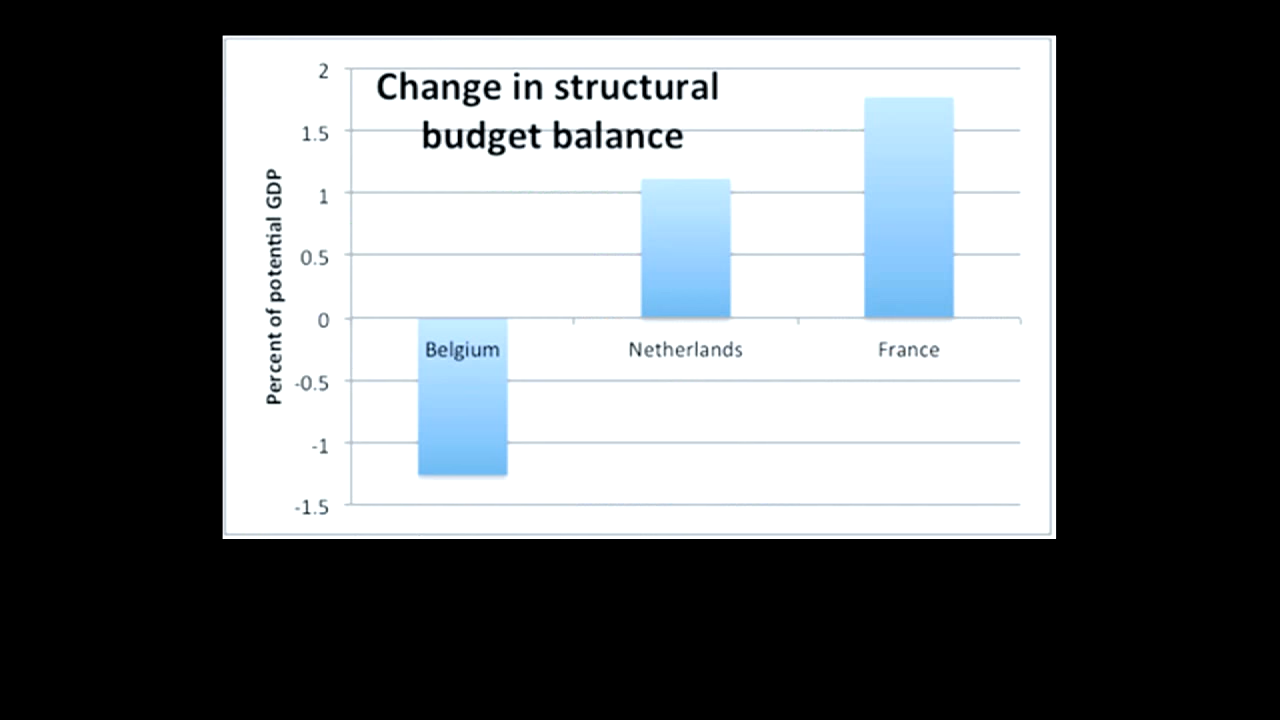 Change in structural
budget balance
Percent of potential GDP
2
1.5
1
0.5
0
-0.5
-1
-1.5
Belgium
Netherlands
France